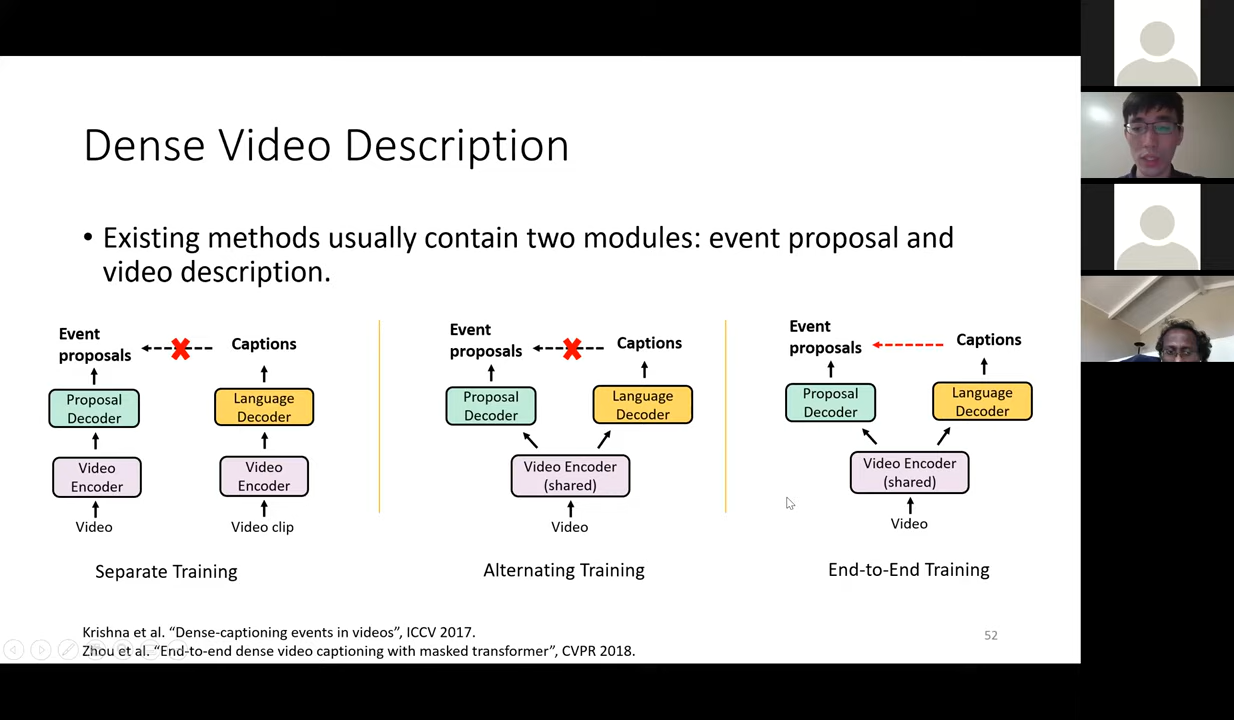 Dense Video Description
• Existing methods usually contain two modules: event proposal and
video description.
Event
proposals
Captions
Proposal
Decoder
Language
Decoder
Video
Encoder
Video
Encoder
Video
Video clip
Separate Training
Event
proposals
Captions
Proposal
Decoder
Language
Decoder
Video Encoder
(shared)
Video
Alternating Training
Event
proposals
Captions
Proposal
Decoder
Language
Decoder
Video Encoder
(shared)
Video
End-to-End Training
Krishna et al. “Dense-captioning events in videos”, ICCV 2017.
Zhou et al. “End-to-end dense video captioning with masked transformer”, CVPR 2018.
52